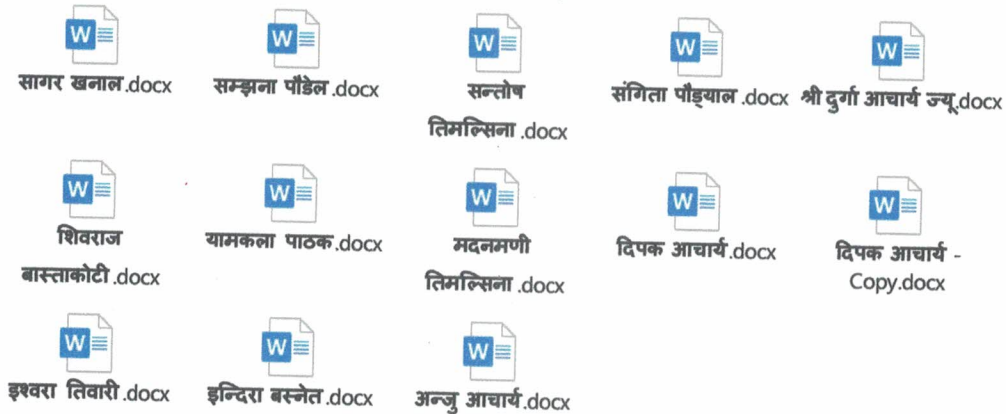 सागर खनाल.docx
सम्झना पौडेल.docx
सन्तोष
तिमल्सिना.docx
संगिता पौड्याल.docx
श्री दुर्गा आचार्य ज्यू.docx
शिवराज
बास्ताकोटी.docx
यामकला पाठक.docx
मदनमणी
तिमल्सिना.docx
दिपक आचार्य.docx
दिपक आचार्य -
Copy.docx
इश्वरा तिवारी.docx
इन्दिरा बस्नेत.docx
अन्जु आचार्य.docx